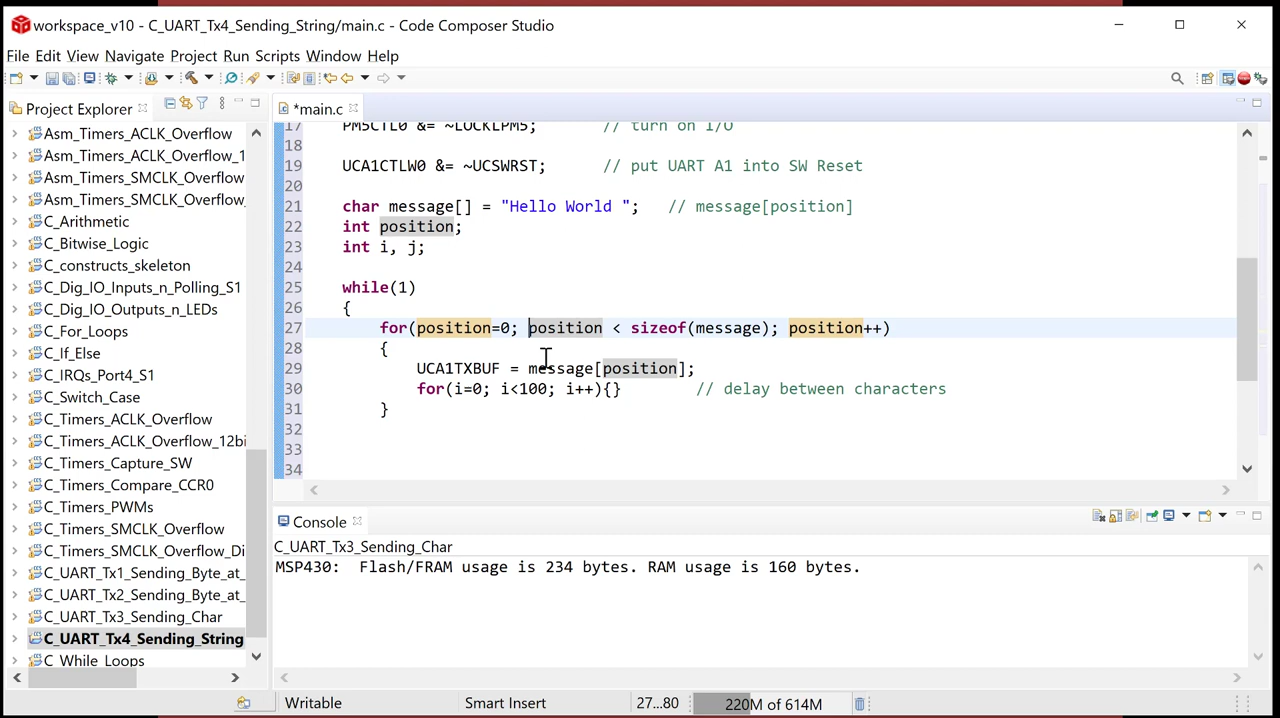 workspace_v10 - C_UART_Tx4_Sending_String/main.c - Code Composer Studio
File Edit View Navigate Project Run Scripts Window Help
Project Explorer
Asm_Timers_ACLK_Overflow
Asm_Timers_ACLK_Overflow_1
Asm_Timers_SMCLK_Overflow
Asm_Timers_SMCLK_Overflow_
C_Arithmetic
C_Bitwise_Logic
C_constructs_skeleton
C_Dig_IO_Inputs_n_Polling_S1
C_Dig_IO_Outputs_n_LEDs
C_For_Loops
C_If_Else
C_IRQs_Port4_S1
C_Switch_Case
C_Timers_ACLK_Overflow
C_Timers_ACLK_Overflow_12bi
C_Timers_Capture_SW
C_Timers_Compare_CCR0
C_Timers_PWMs
C_Timers_SMCLK_Overflow
C_Timers_SMCLK_Overflow_Di
C_UART_Tx1_Sending_Byte_at_
C_UART_Tx2_Sending_Byte_at_
C_UART_Tx3_Sending_Char
C_UART_Tx4_Sending_String
C_While_Loops
*main.c
17 PM5CTL0 &= ~LOCKLPM5; // turn on I/O
18
19 UCA1CTLW0 &= ~UCSWRST; // put UART A1 into SW Reset
20
21 char message[] = "Hello World "; // message[position]
22 int position;
23 int i, j;
24
25 while(1)
26 {
27 for(position=0; position < sizeof(message); position++)
28 {
29 UCA1TXBUF = message[position];
30 for(i=0; i<100; i++){} // delay between characters
31 }
32
33
34
Console
C_UART_Tx3_Sending_Char
MSP430: Flash/FRAM usage is 234 bytes. RAM usage is 160 bytes.
Writable Smart Insert 27...80 220M of 614M